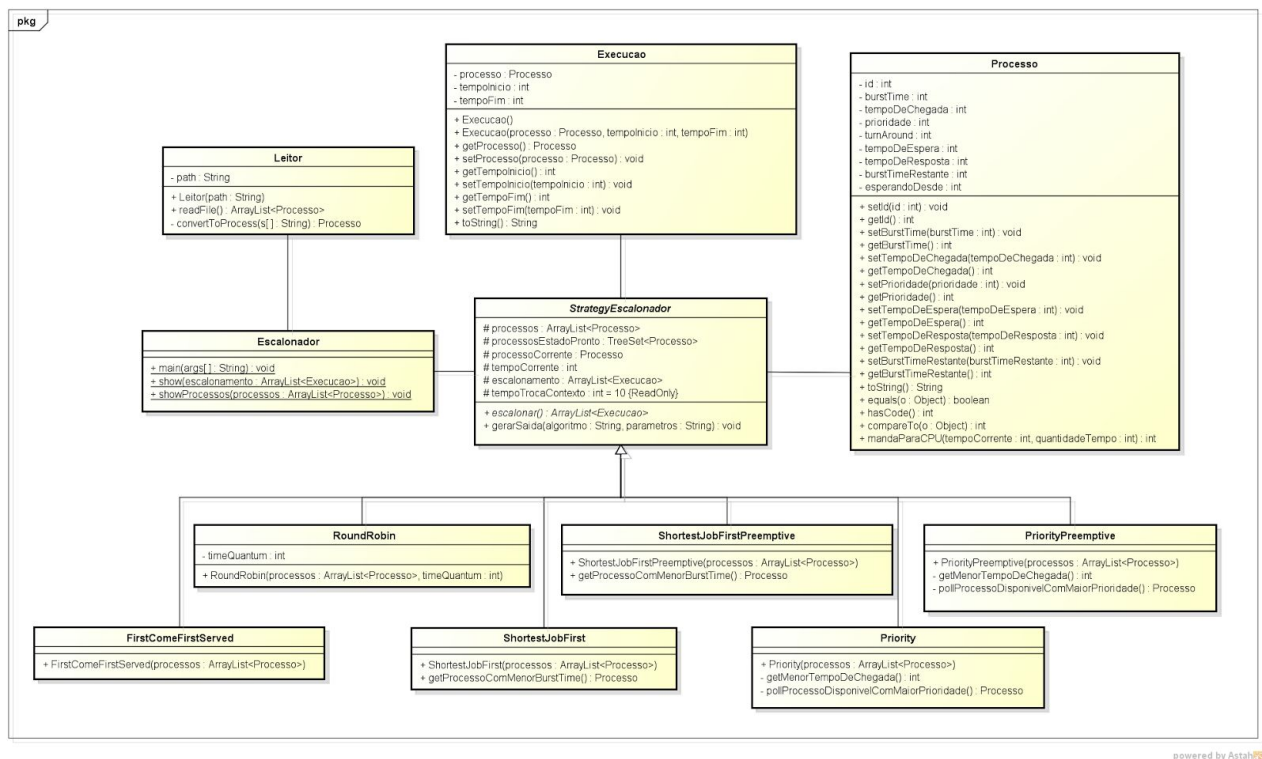 pkg
Execucao
- processo : Processo
- tempoInicio : int
- tempoFim : int
+ Execucao()
+ Execucao(processo : Processo, tempoInicio : int, tempoFim : int)
+ getProcesso() : Processo
+ setProcesso(processo : Processo) : void
+ getTempoInicio() : int
+ setTempoInicio(tempoInicio : int) : void
+ getTempoFim() : int
+ setTempoFim(tempoFim : int) : void
+ toString() : String
Processo
- id : int
- burstTime : int
- tempoDeChegada : int
- prioridade : int
- turnAround : int
- tempoDeEspera : int
- tempoDeResposta : int
- burstTimeRestante : int
- esperandoDesde : int
+ setId(id : int) : void
+ getId() : int
+ setBurstTime(burstTime : int) : void
+ getBurstTime() : int
+ setTempoDeChegada(tempoDeChegada : int) : void
+ getTempoDeChegada() : int
+ setPrioridade(prioridade : int) : void
+ getPrioridade() : int
+ setTempoDeEspera(tempoDeEspera : int) : void
+ getTempoDeEspera() : int
+ setTempoDeResposta(tempoDeResposta : int) : void
+ getTempoDeResposta() : int
+ setBurstTimeRestante(burstTimeRestante : int) : void
+ getBurstTimeRestante() : int
+ toString() : String
+ equals(o : Object) : boolean
+ hasCode() : int
+ compareTo(o : Object) : int
+ mandaParaCPU(tempoCorrente : int, quantidadeTempo : int) : int
Leitor
- path : String
+ Leitor(path : String)
+ readFile() : ArrayList<Processo>
- convertToProcess(s[ ] : String) : Processo
Escalonador
+ main(args[ ] : String) : void
+ show(escalonamento : ArrayList<Execucao>) : void
+ showProcessos(processos : ArrayList<Processo>) : void
StrategyEscalonador
# processos : ArrayList<Processo>
# processosEstadoPronto : TreeSet<Processo>
# processoCorrente : Processo
# tempoCorrente : int
# escalonamento : ArrayList<Execucao>
# tempoTrocaContexto : int = 10 {ReadOnly}
+ escalonar() : ArrayList<Execucao>
+ gerarSaida(algoritmo : String, parametros : String) : void
RoundRobin
- timeQuantum : int
+ RoundRobin(processos : ArrayList<Processo>, timeQuantum : int)
ShortestJobFirstPreemptive
+ ShortestJobFirstPreemptive(processos : ArrayList<Processo>)
+ getProcessoComMenorBurstTime() : Processo
PriorityPreemptive
+ PriorityPreemptive(processos : ArrayList<Processo>)
- getMenorTempoDeChegada() : int
- pollProcessoDisponivelComMaiorPrioridade() : Processo
FirstComeFirstServed
+ FirstComeFirstServed(processos : ArrayList<Processo>)
ShortestJobFirst
+ ShortestJobFirst(processos : ArrayList<Processo>)
+ getProcessoComMenorBurstTime() : Processo
Priority
+ Priority(processos : ArrayList<Processo>)
- getMenorTempoDeChegada() : int
- pollProcessoDisponivelComMaiorPrioridade() : Processo
powered by Astah